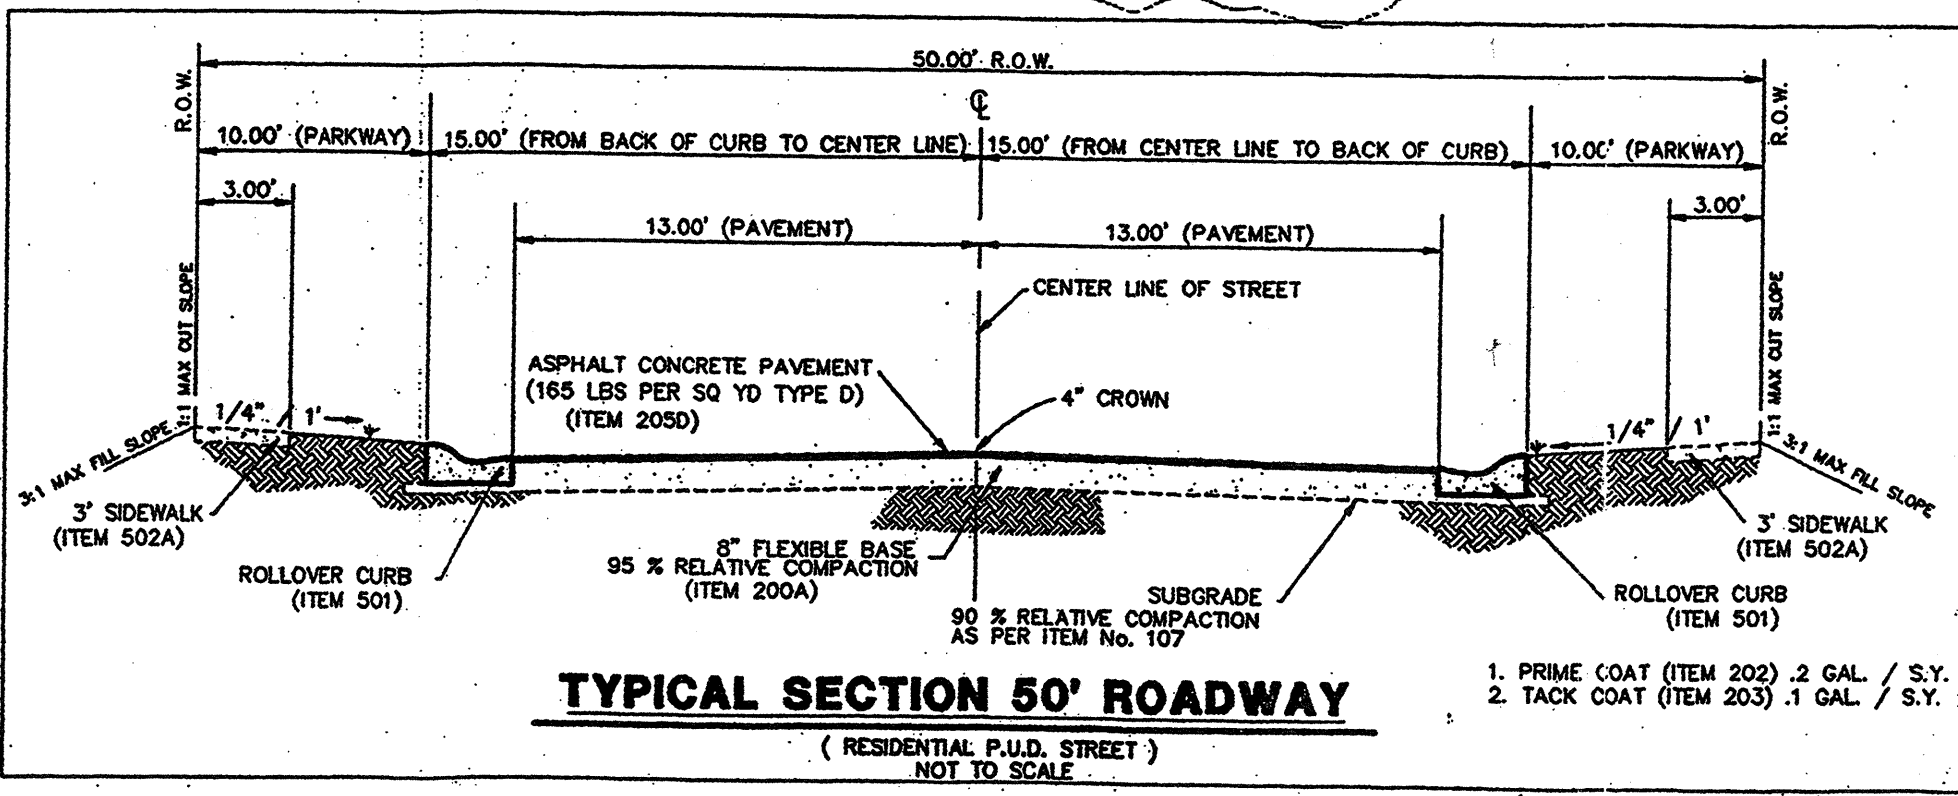 50.00' R.O.W.
℄
R.O.W.
R.O.W.
10.00' (PARKWAY)
15.00' (FROM BACK OF CURB TO CENTER LINE)
15.00' (FROM CENTER LINE TO BACK OF CURB)
10.00' (PARKWAY)
3.00'
3.00'
13.00' (PAVEMENT)
13.00' (PAVEMENT)
CENTER LINE OF STREET
1:1 MAX CUT SLOPE
1:1 MAX CUT SLOPE
ASPHALT CONCRETE PAVEMENT
(165 LBS PER SQ YD TYPE D)
(ITEM 205D)
4" CROWN
1/4" / 1'
1/4" / 1'
3:1 MAX FILL SLOPE
3:1 MAX FILL SLOPE
3' SIDEWALK
(ITEM 502A)
3' SIDEWALK
(ITEM 502A)
ROLLOVER CURB
(ITEM 501)
8" FLEXIBLE BASE
95 % RELATIVE COMPACTION
(ITEM 200A)
SUBGRADE
90 % RELATIVE COMPACTION
AS PER ITEM No. 107
ROLLOVER CURB
(ITEM 501)
1. PRIME COAT (ITEM 202) .2 GAL. / S.Y.
2. TACK COAT (ITEM 203) .1 GAL. / S.Y.
TYPICAL SECTION 50' ROADWAY
( RESIDENTIAL P.U.D. STREET )
NOT TO SCALE